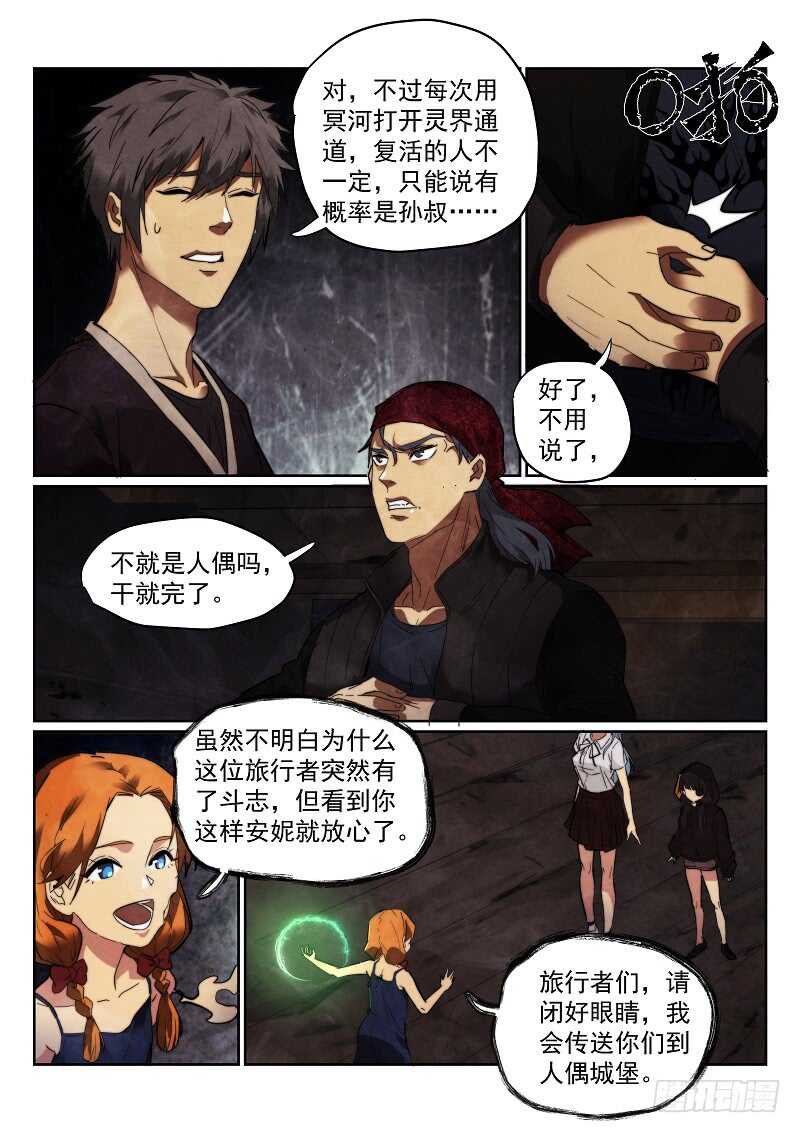 对，不过每次用
冥河打开灵界通
道，复活的人不
一定，只能说有
概率是孙叔……
啪
好了，
不用
说了，
不就是人偶吗，
干就完了。
虽然不明白为什么
这位旅行者突然有
了斗志，但看到你
这样安妮就放心了。
旅行者们，请
闭好眼睛，我
会传送你们到
人偶城堡。
腾讯动漫